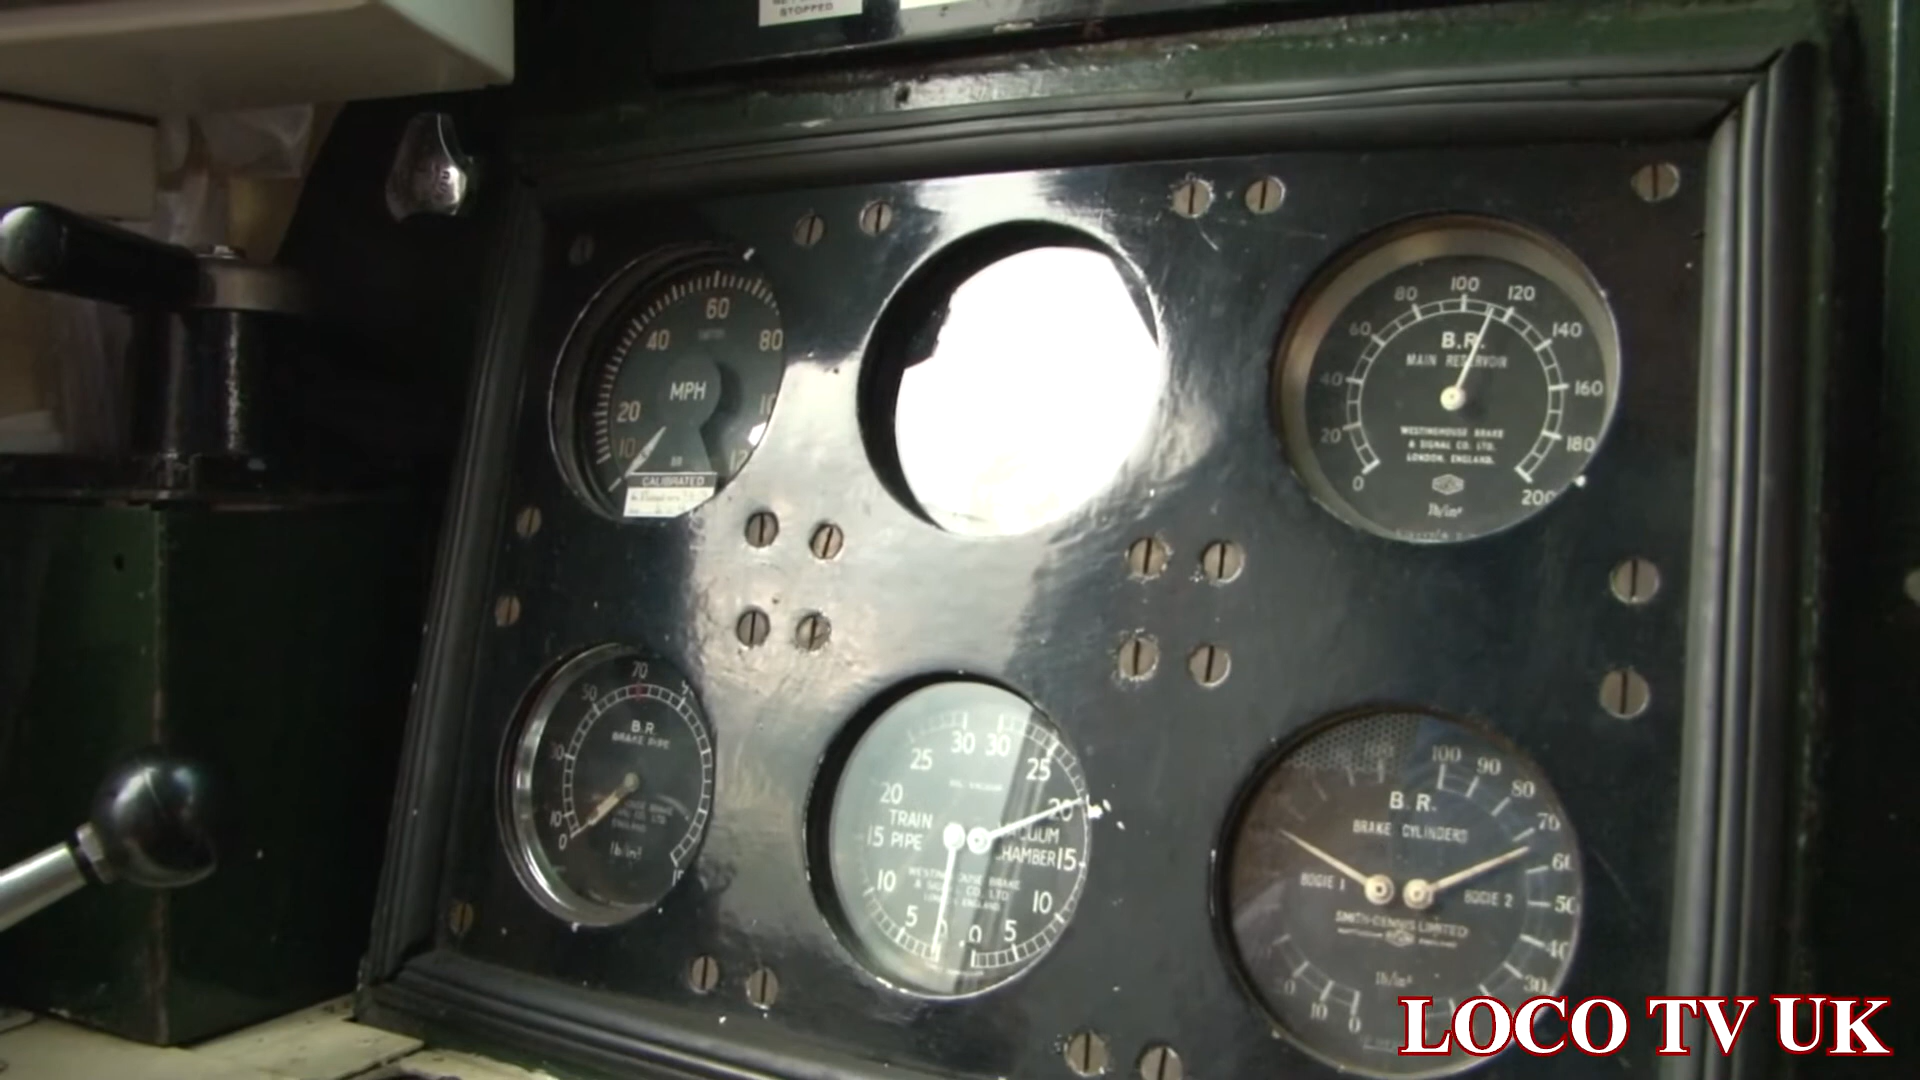 STOPPED
60
40
80
MPH
20
10
BR
CALIBRATED
80 100 120
60 140
B.R.
MAIN RESERVOIR
40 160
WESTINGHOUSE BRAKE
& SIGNAL CO. LTD.
LONDON, ENGLAND.
20 180
0 200
lb/in²
70
50
B.R.
BRAKE PIPE
30
10
0
ENGLAND
lb/in²
30 30
25 25
20 20
TRAIN
PIPE
VACUUM
CHAMBER
15 15
WESTINGHOUSE BRAKE
& SIGNAL CO. LTD
LONDON ENGLAND
10 10
5 5
0 0
100 90
80
B.R.
70
BRAKE CYLINDERS
60
BOGIE 1 BOGIE 2
50
LIMITED
40
lb/in²
30
10 0
LOCO TV UK